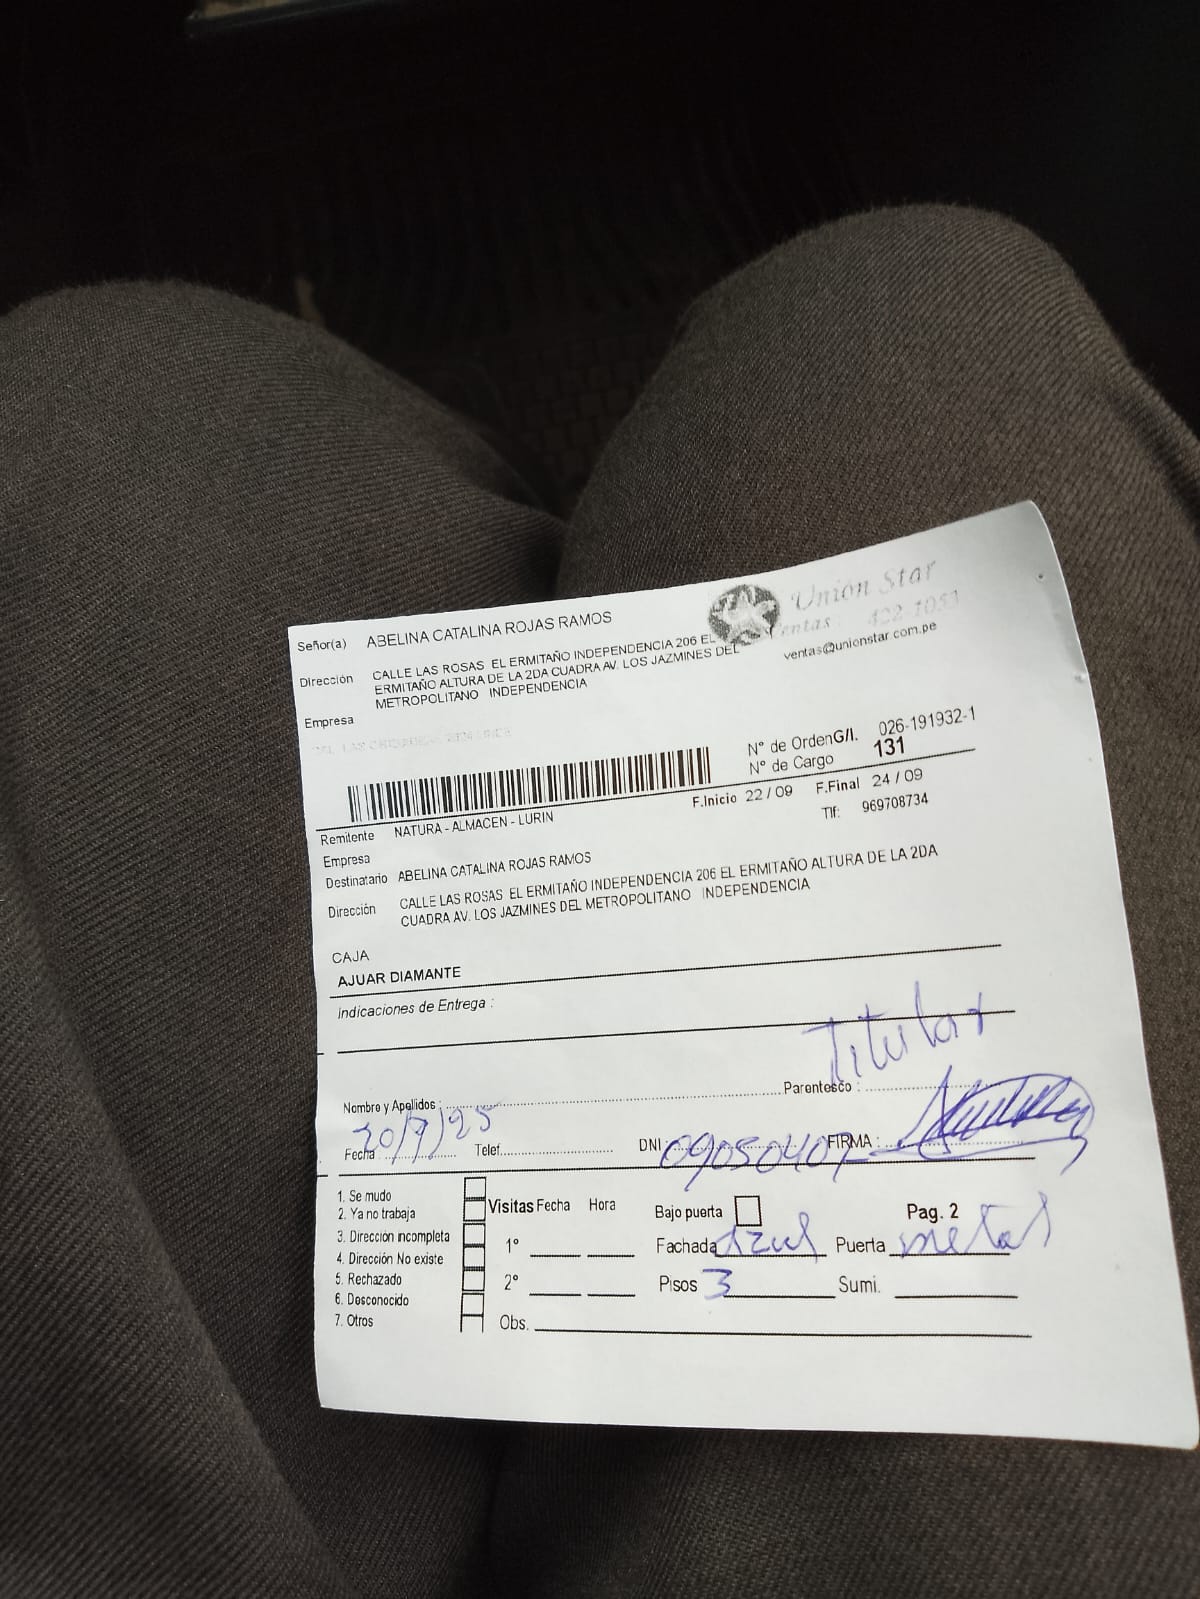 Señor(a) ABELINA CATALINA ROJAS RAMOS
Union Star
Ventas : 422-1053
ventas@unionstar.com.pe
Dirección CALLE LAS ROSAS EL ERMITAÑO INDEPENDENCIA 206 EL
ERMITAÑO ALTURA DE LA 2DA CUADRA AV. LOS JAZMINES DEL
METROPOLITANO INDEPENDENCIA
Empresa
N° de OrdenG/I. 026-191932-1
N° de Cargo 131
F.Inicio 22 / 09 F.Final 24 / 09
Tlf: 969708734
Remitente NATURA - ALMACEN - LURIN
Empresa
Destinatario ABELINA CATALINA ROJAS RAMOS
Dirección CALLE LAS ROSAS EL ERMITAÑO INDEPENDENCIA 206 EL ERMITAÑO ALTURA DE LA 2DA
CUADRA AV. LOS JAZMINES DEL METROPOLITANO INDEPENDENCIA
CAJA
AJUAR DIAMANTE
Indicaciones de Entrega :
Nombre y Apelidos : Parentesco : Titular
Fecha Telef. DNI : 09050407 FIRMA :
1. Se mudo
2. Ya no trabaja
3. Dirección incompleta
4. Dirección No existe
5. Rechazado
6. Desconocido
7. Otros
Visitas Fecha Hora
1°
2°
Obs.
Bajo puerta Pag. 2
Fachada Azul Puerta metal
Pisos 3 Sumi.